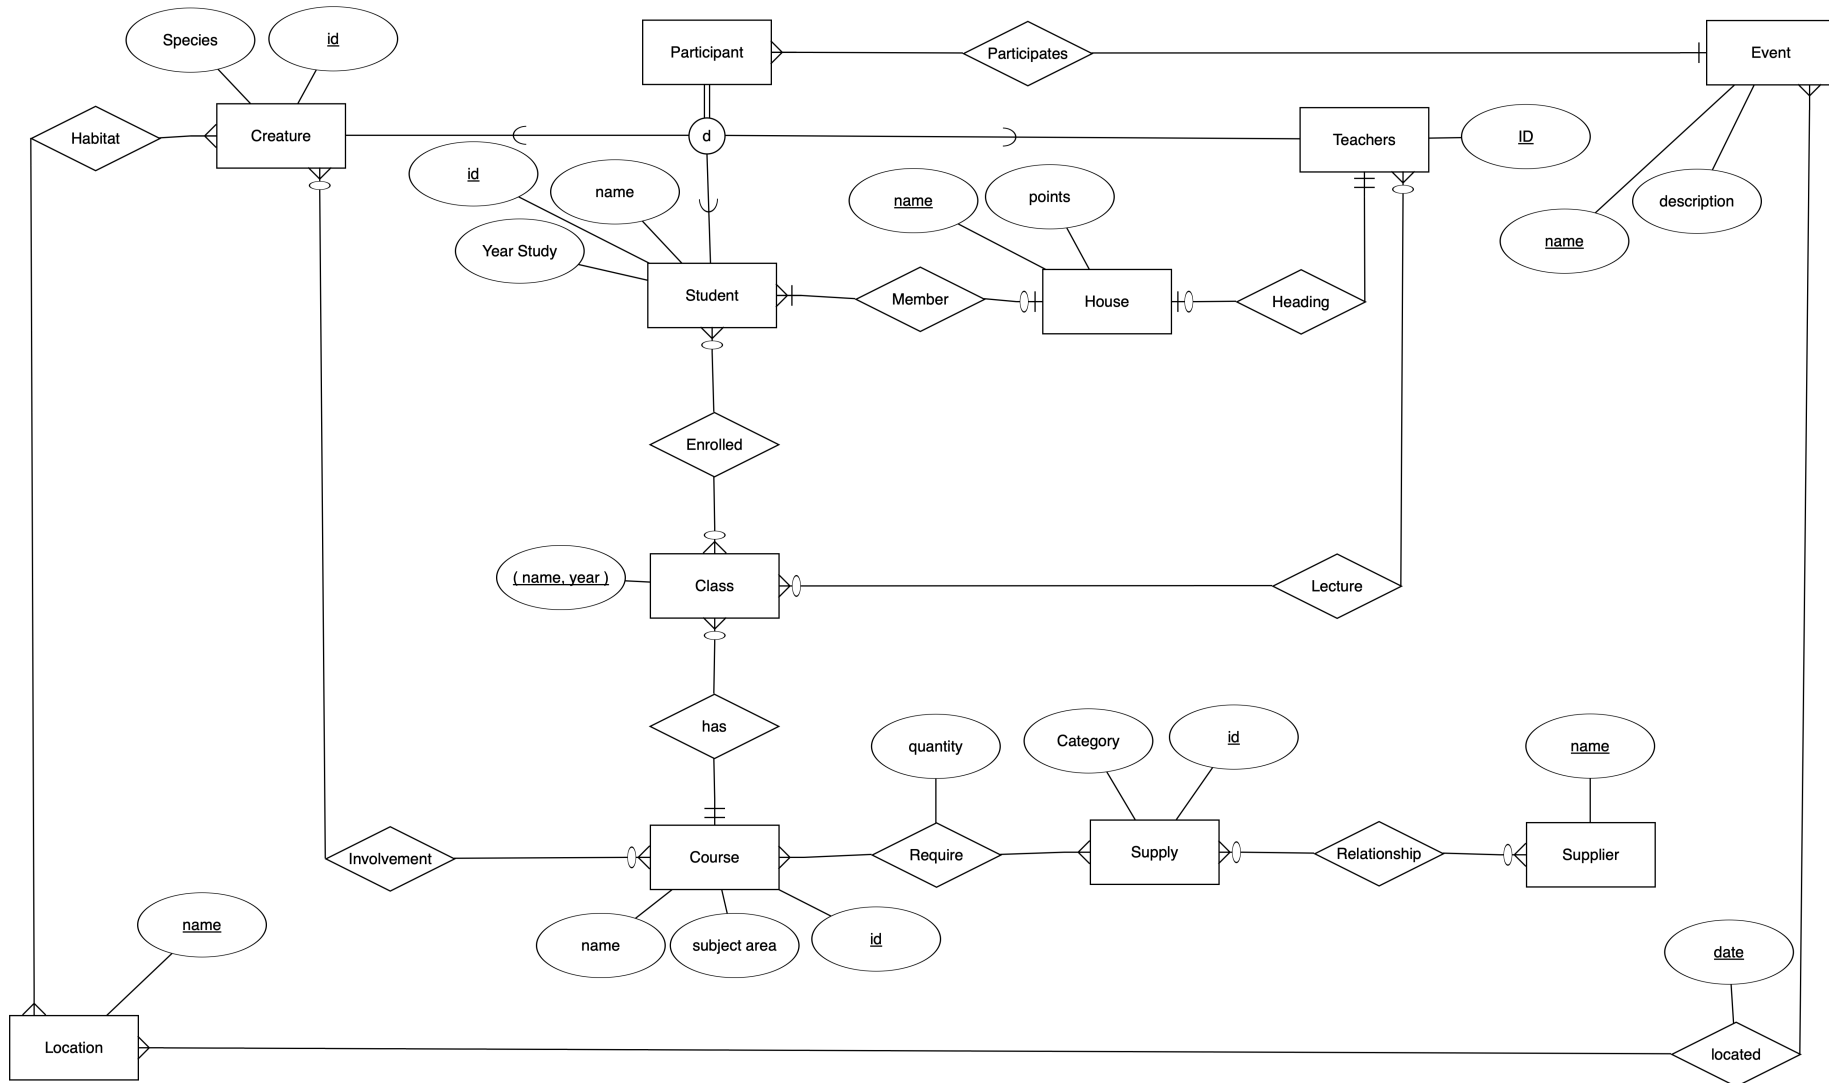 Species
id
Participant
Participates
Event
Habitat
Creature
d
Teachers
ID
id
name
name
points
description
name
Year Study
Student
Member
House
Heading
Enrolled
( name, year )
Class
Lecture
has
quantity
Category
id
name
Involvement
Course
Require
Supply
Relationship
Supplier
name
name
subject area
id
date
Location
located